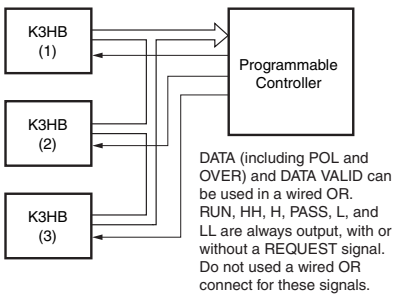 K3HB
(1)
Programmable
Controller
K3HB
(2)
DATA (including POL and
OVER) and DATA VALID can
be used in a wired OR.
RUN, HH, H, PASS, L, and
LL are always output, with or
without a REQUEST signal.
Do not used a wired OR
connect for these signals.
K3HB
(3)